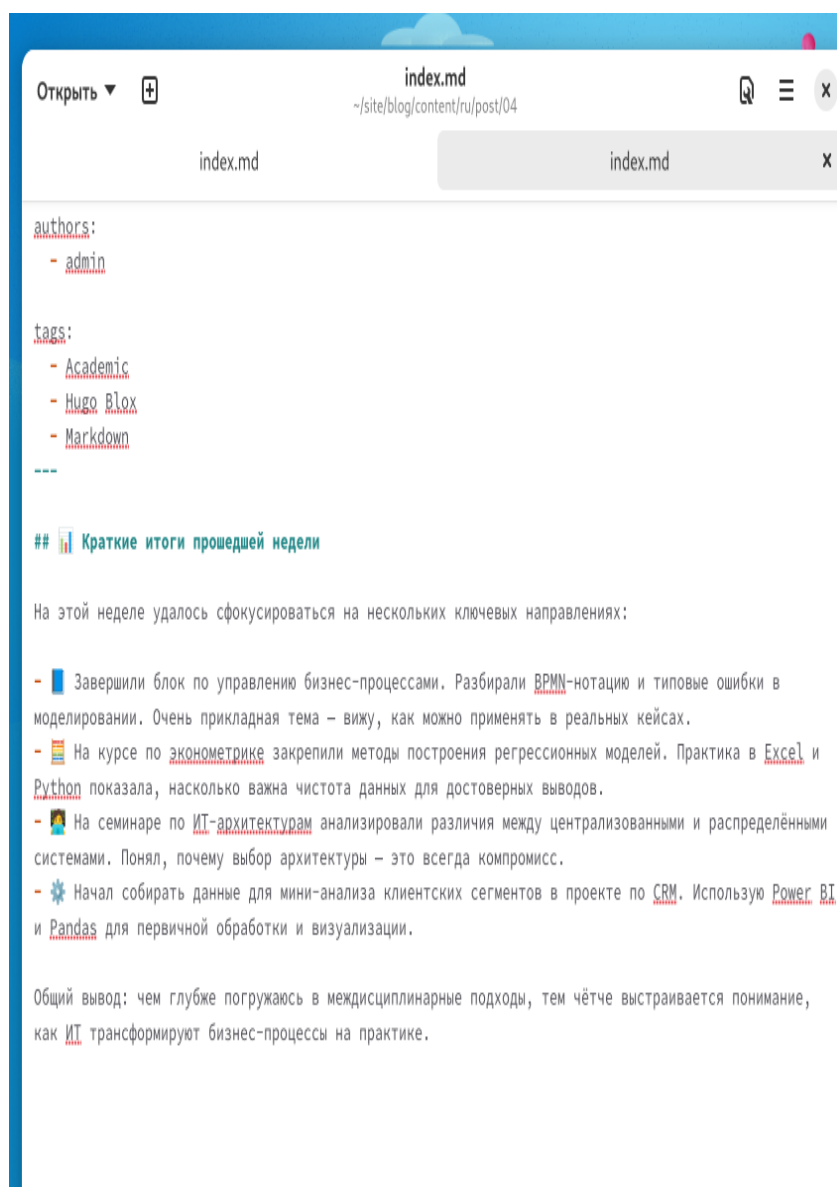 Открыть
index.md
~/site/blog/content/ru/post/04
index.md
index.md
authors:
- admin
tags:
- Academic
- Hugo Blox
- Markdown
---
## 📊 Краткие итоги прошедшей недели
На этой неделе удалось сфокусироваться на нескольких ключевых направлениях:
- 📘 Завершили блок по управлению бизнес-процессами. Разбирали BPMN-нотацию и типовые ошибки в
моделировании. Очень прикладная тема – вижу, как можно применять в реальных кейсах.
- 🧮 На курсе по эконометрике закрепили методы построения регрессионных моделей. Практика в Excel и
Python показала, насколько важна чистота данных для достоверных выводов.
- 🧑‍💻 На семинаре по ИТ-архитектурам анализировали различия между централизованными и распределёнными
системами. Понял, почему выбор архитектуры – это всегда компромисс.
- ⚙️ Начал собирать данные для мини-анализа клиентских сегментов в проекте по CRM. Использую Power BI
и Pandas для первичной обработки и визуализации.
Общий вывод: чем глубже погружаюсь в междисциплинарные подходы, тем чётче выстраивается понимание,
как ИТ трансформируют бизнес-процессы на практике.